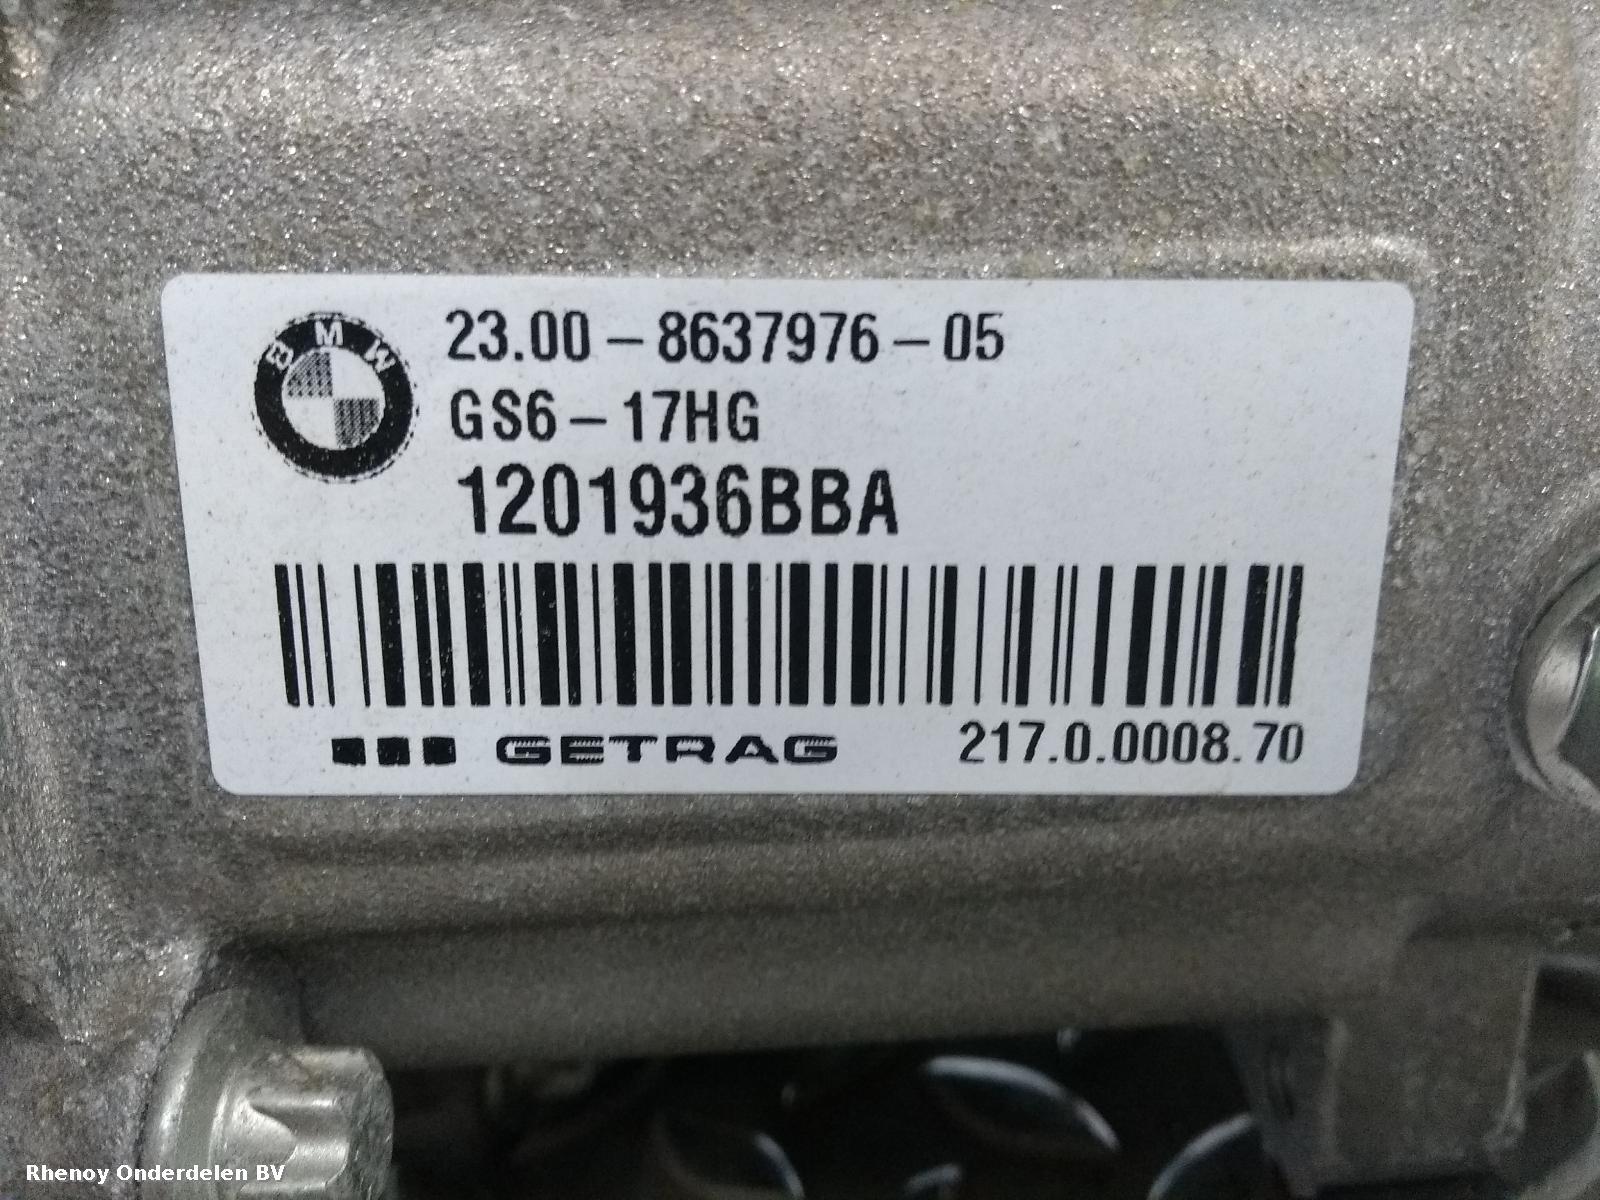 BMW
23.00-8637976-05
GS6-17HG
1201936BBA
GETRAG
217.0.0008.70
Rhenoy Onderdelen BV